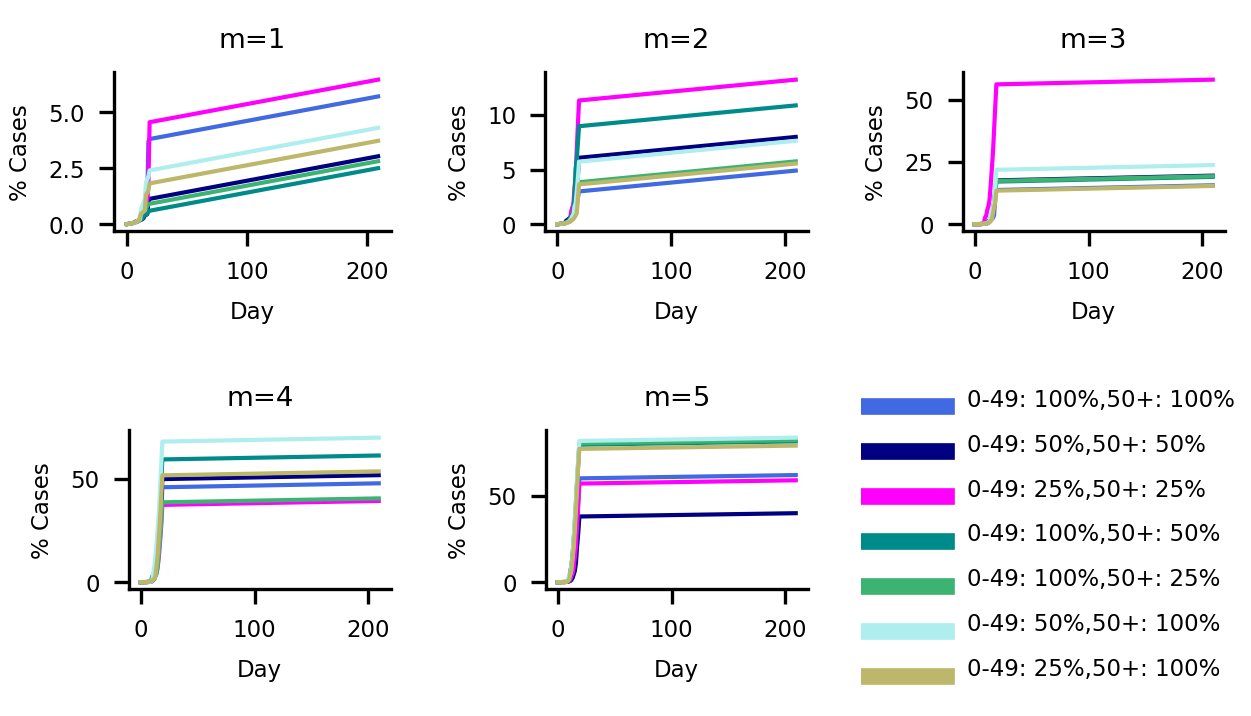 m=1
m=2
m=3
% Cases
5.0
2.5
0.0
0
100
200
Day
% Cases
10
5
0
0
100
200
Day
% Cases
50
25
0
0
100
200
Day
m=4
m=5
% Cases
50
0
0
100
200
Day
% Cases
50
0
0
100
200
Day
0-49: 100%,50+: 100%
0-49: 50%,50+: 50%
0-49: 25%,50+: 25%
0-49: 100%,50+: 50%
0-49: 100%,50+: 25%
0-49: 50%,50+: 100%
0-49: 25%,50+: 100%